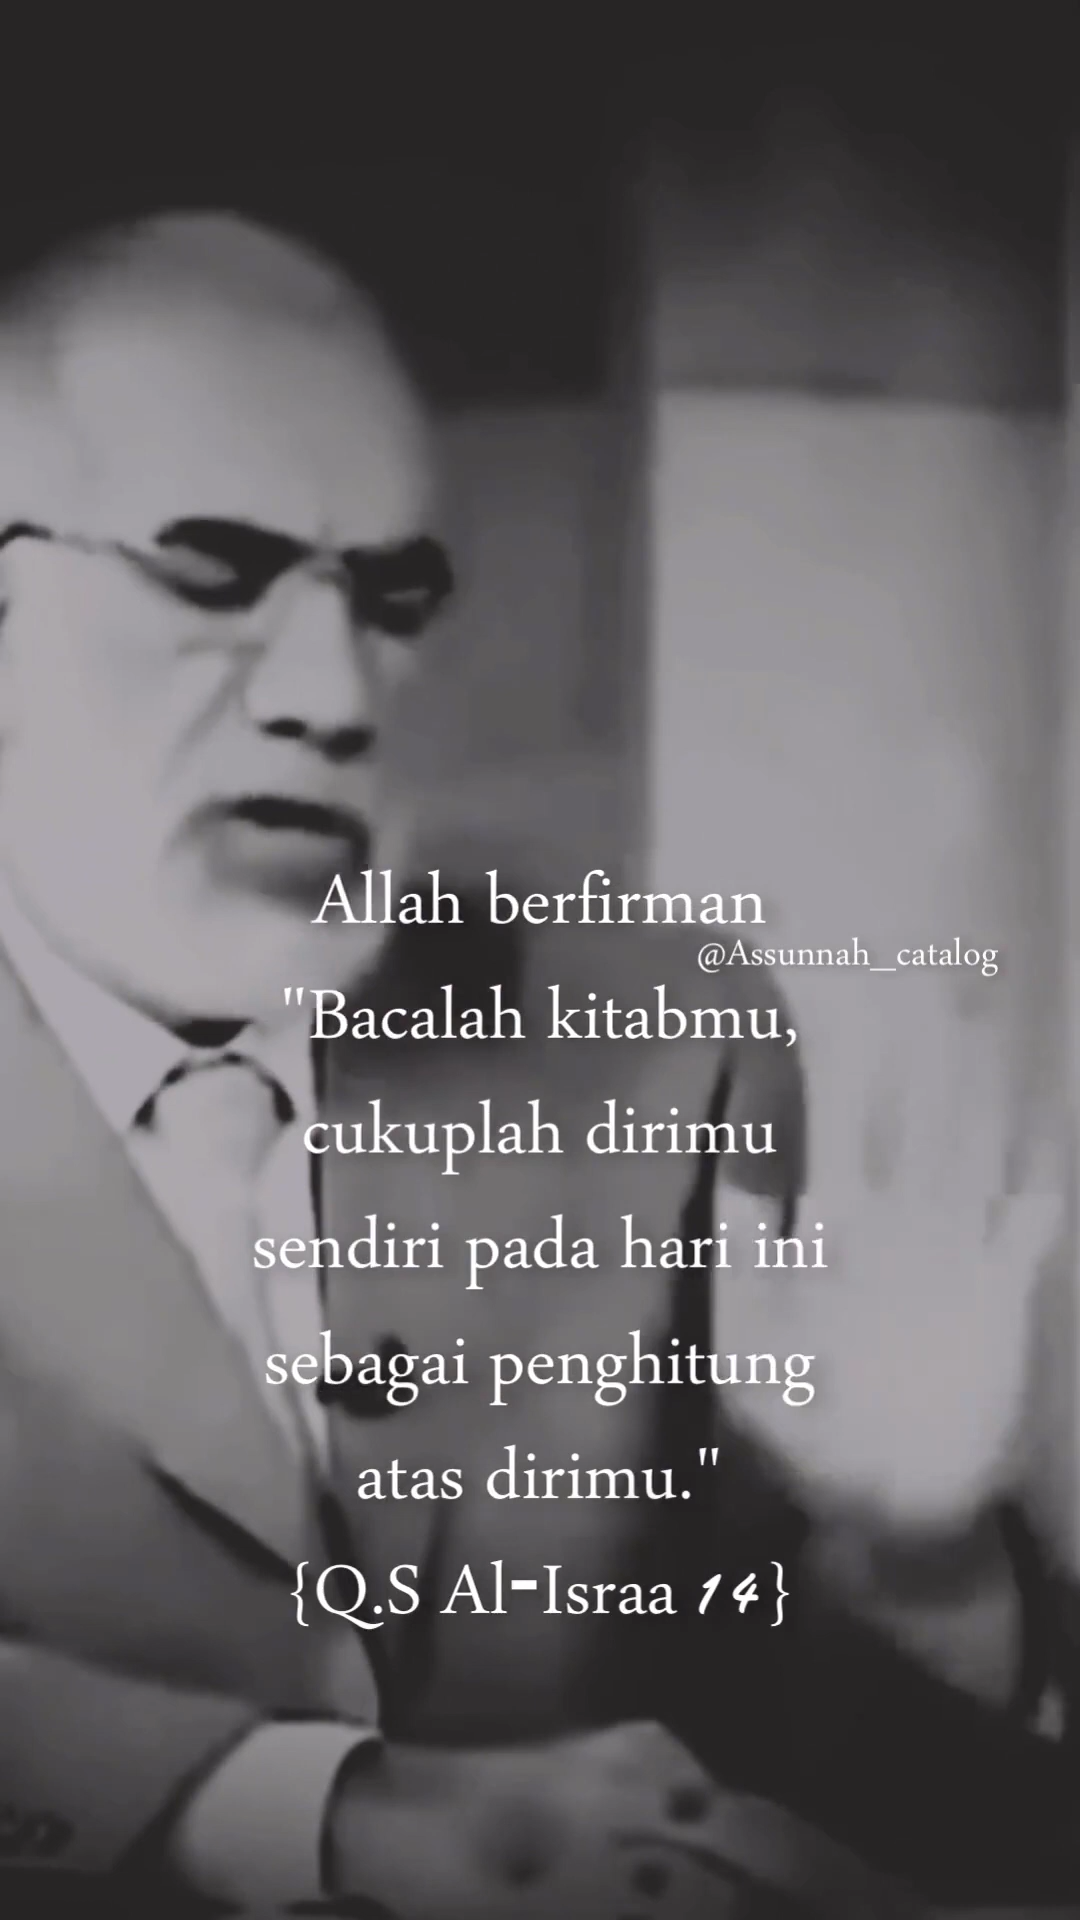 Allah berfirman
@Assunnah_catalog
"Bacalah kitabmu,
cukuplah dirimu
sendiri pada hari ini
sebagai penghitung
atas dirimu."
{Q.S Al-Israa 14}